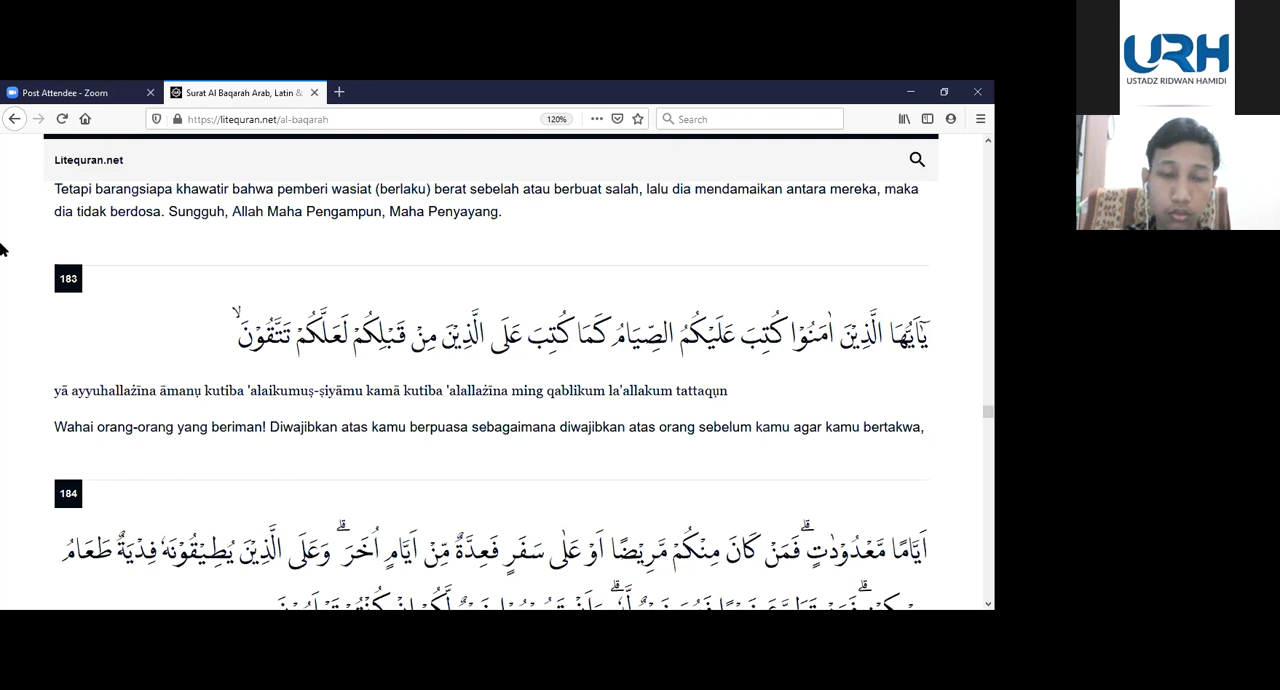 URH
USTADZ RIDWAN HAMIDI
Post Attendee - Zoom
Surat Al Baqarah Arab, Latin &
https://litequran.net/al-baqarah
120%
Search
Litequran.net
Tetapi barangsiapa khawatir bahwa pemberi wasiat (berlaku) berat sebelah atau berbuat salah, lalu dia mendamaikan antara mereka, maka
dia tidak berdosa. Sungguh, Allah Maha Pengampun, Maha Penyayang.
183
يٰٓاَيُّهَا الَّذِيْنَ اٰمَنُوْا كُتِبَ عَلَيْكُمُ الصِّيَامُ كَمَا كُتِبَ عَلَى الَّذِيْنَ مِنْ قَبْلِكُمْ لَعَلَّكُمْ تَتَّقُوْنَۙ
yā ayyuhallażīna āmanụ kutiba 'alaikumuṣ-ṣiyāmu kamā kutiba 'alallażīna ming qablikum la'allakum tattaqụn
Wahai orang-orang yang beriman! Diwajibkan atas kamu berpuasa sebagaimana diwajibkan atas orang sebelum kamu agar kamu bertakwa,
184
اَيَّامًا مَّعْدُوْدٰتٍۗ فَمَنْ كَانَ مِنْكُمْ مَّرِيْضًا اَوْ عَلٰى سَفَرٍ فَعِدَّةٌ مِّنْ اَيَّامٍ اُخَرَ ۗ وَعَلَى الَّذِيْنَ يُطِيْقُوْنَهٗ فِدْيَةٌ طَعَامُ